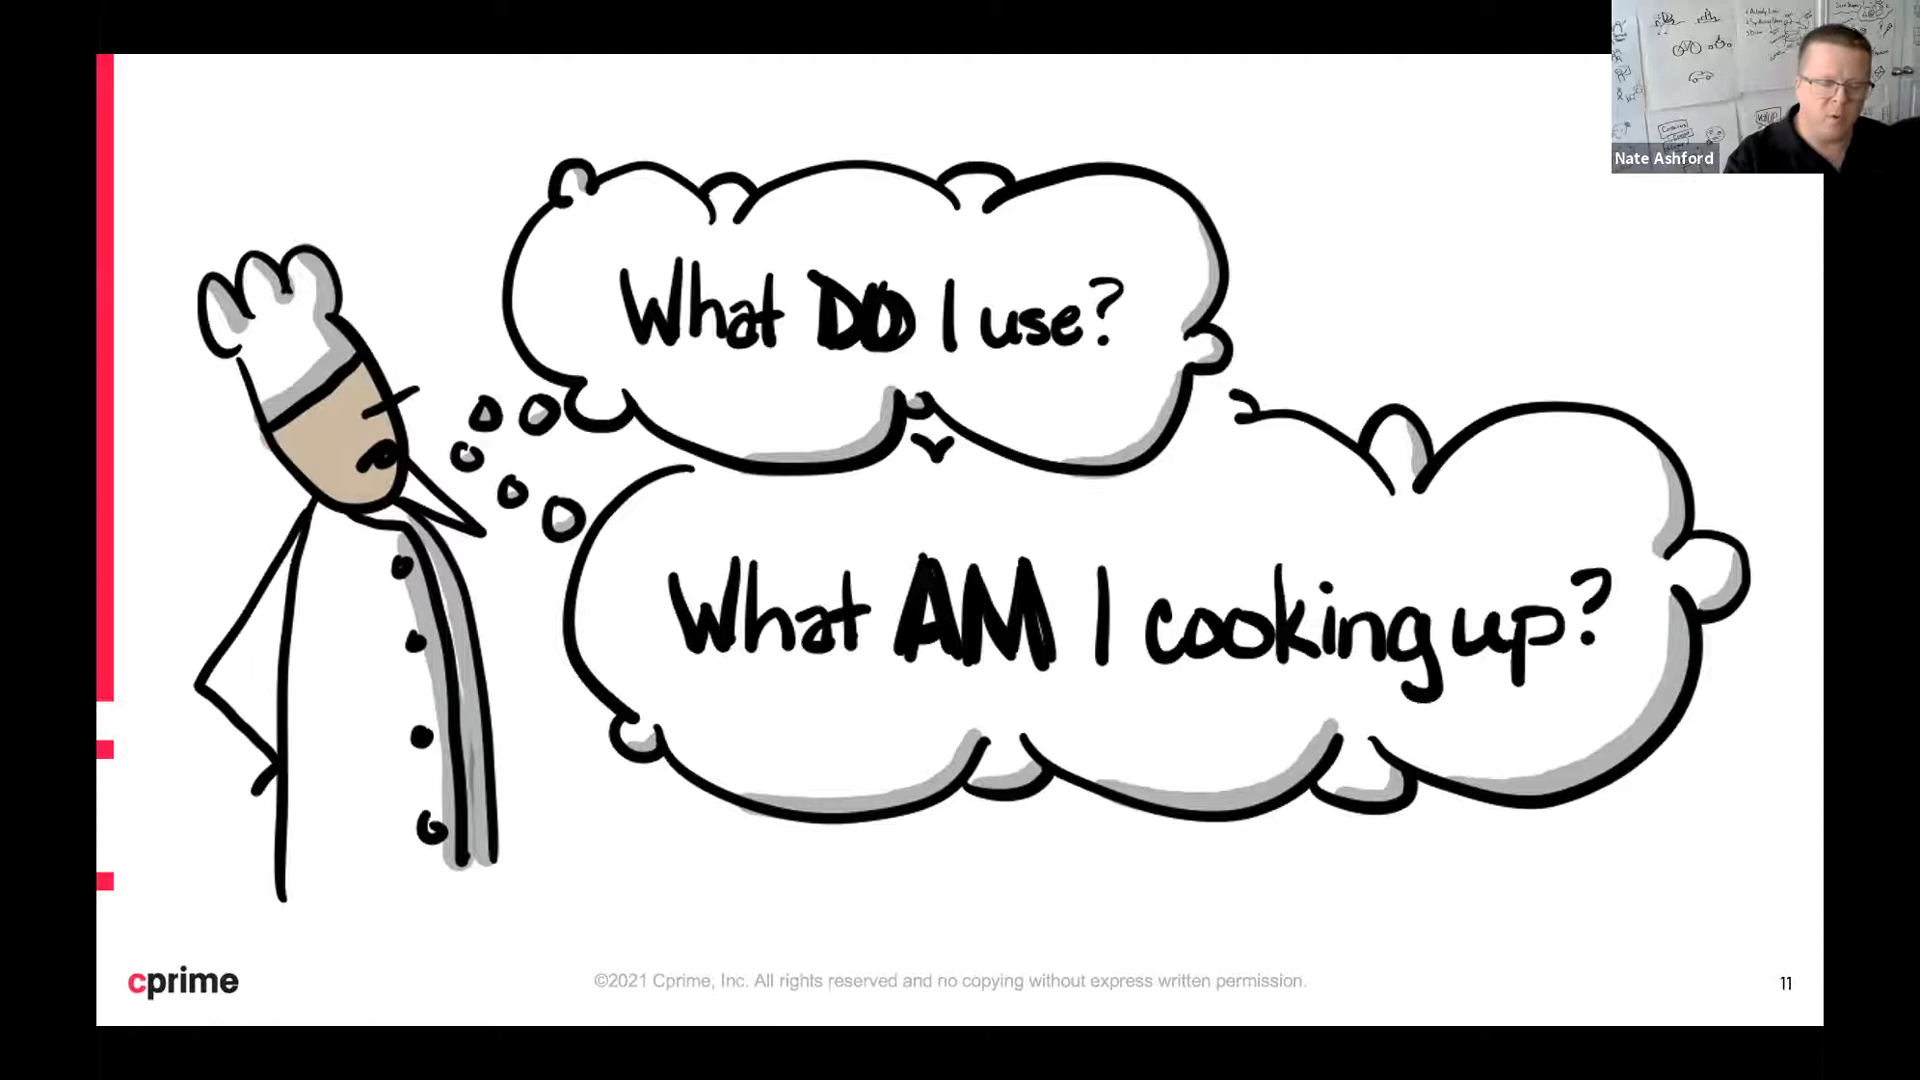 Nate Ashford
What DO I use?
What AM I cooking up?
cprime
©2021 Cprime, Inc. All rights reserved and no copying without express written permission.
11